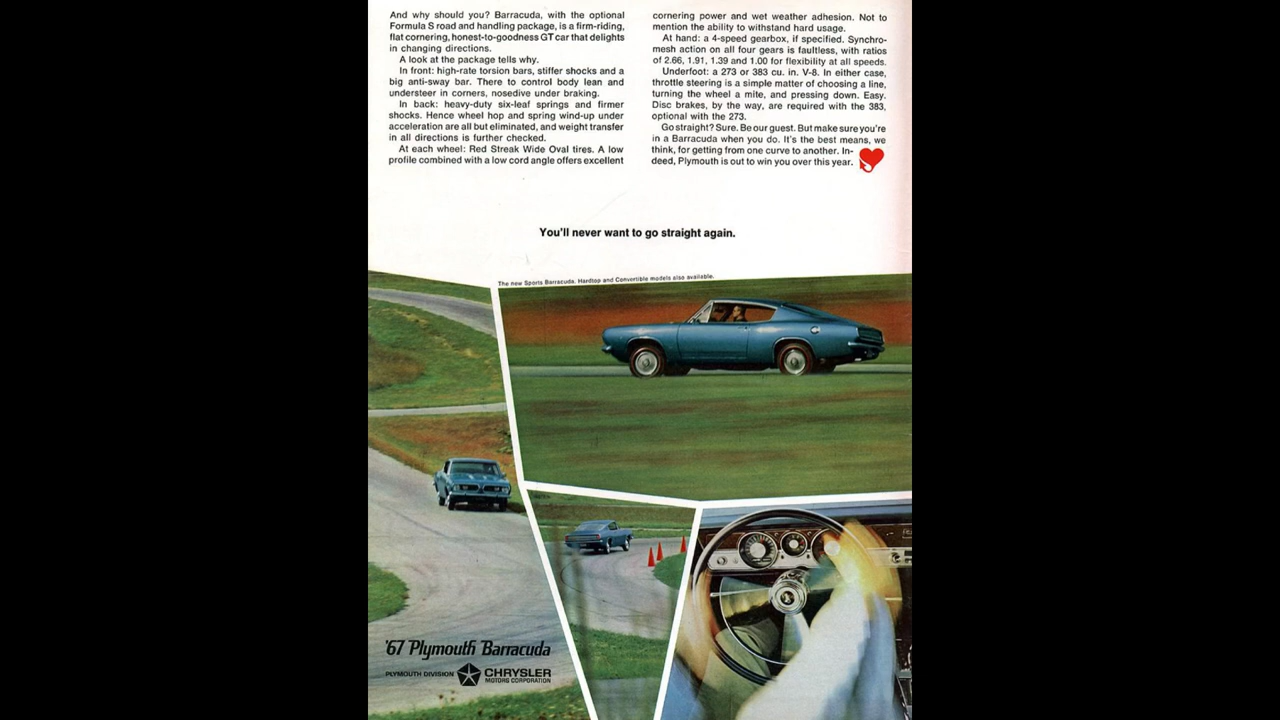 And why should you? Barracuda, with the optional
Formula S road and handling package, is a firm-riding,
flat cornering, honest-to-goodness GT car that delights
in changing directions.
A look at the package tells why.
In front: high-rate torsion bars, stiffer shocks and a
big anti-sway bar. There to control body lean and
understeer in corners, nosedive under braking.
In back: heavy-duty six-leaf springs and firmer
shocks. Hence wheel hop and spring wind-up under
acceleration are all but eliminated, and weight transfer
in all directions is further checked.
At each wheel: Red Streak Wide Oval tires. A low
profile combined with a low cord angle offers excellent
cornering power and wet weather adhesion. Not to
mention the ability to withstand hard usage.
At hand: a 4-speed gearbox, if specified. Synchro-
mesh action on all four gears is faultless, with ratios
of 2.66, 1.91, 1.39 and 1.00 for flexibility at all speeds.
Underfoot: a 273 or 383 cu. in. V-8. In either case,
throttle steering is a simple matter of choosing a line,
turning the wheel a mite, and pressing down. Easy.
Disc brakes, by the way, are required with the 383,
optional with the 273.
Go straight? Sure. Be our guest. But make sure you're
in a Barracuda when you do. It's the best means, we
think, for getting from one curve to another. In-
deed, Plymouth is out to win you over this year.
You'll never want to go straight again.
The new Sports Barracuda. Hardtop and Convertible models also available.
'67 Plymouth Barracuda
PLYMOUTH DIVISION CHRYSLER
MOTORS CORPORATION